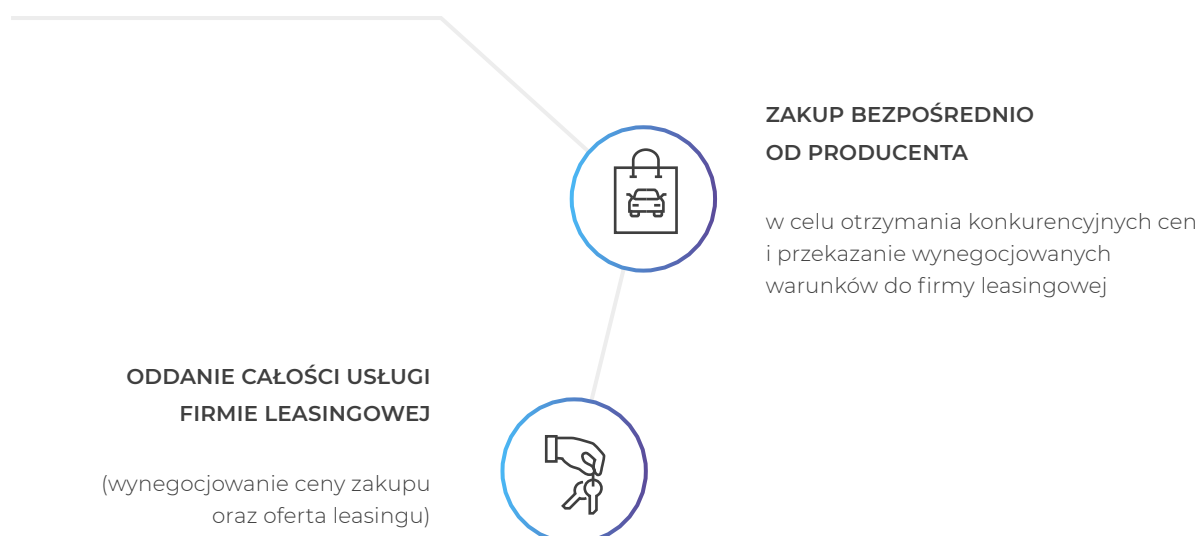 ZAKUP BEZPOŚREDNIO
OD PRODUCENTA
w celu otrzymania konkurencyjnych cen
i przekazanie wynegocjowanych
warunków do firmy leasingowej
ODDANIE CAŁOŚCI USŁUGI
FIRMIE LEASINGOWEJ
(wynegocjowanie ceny zakupu
oraz oferta leasingu)